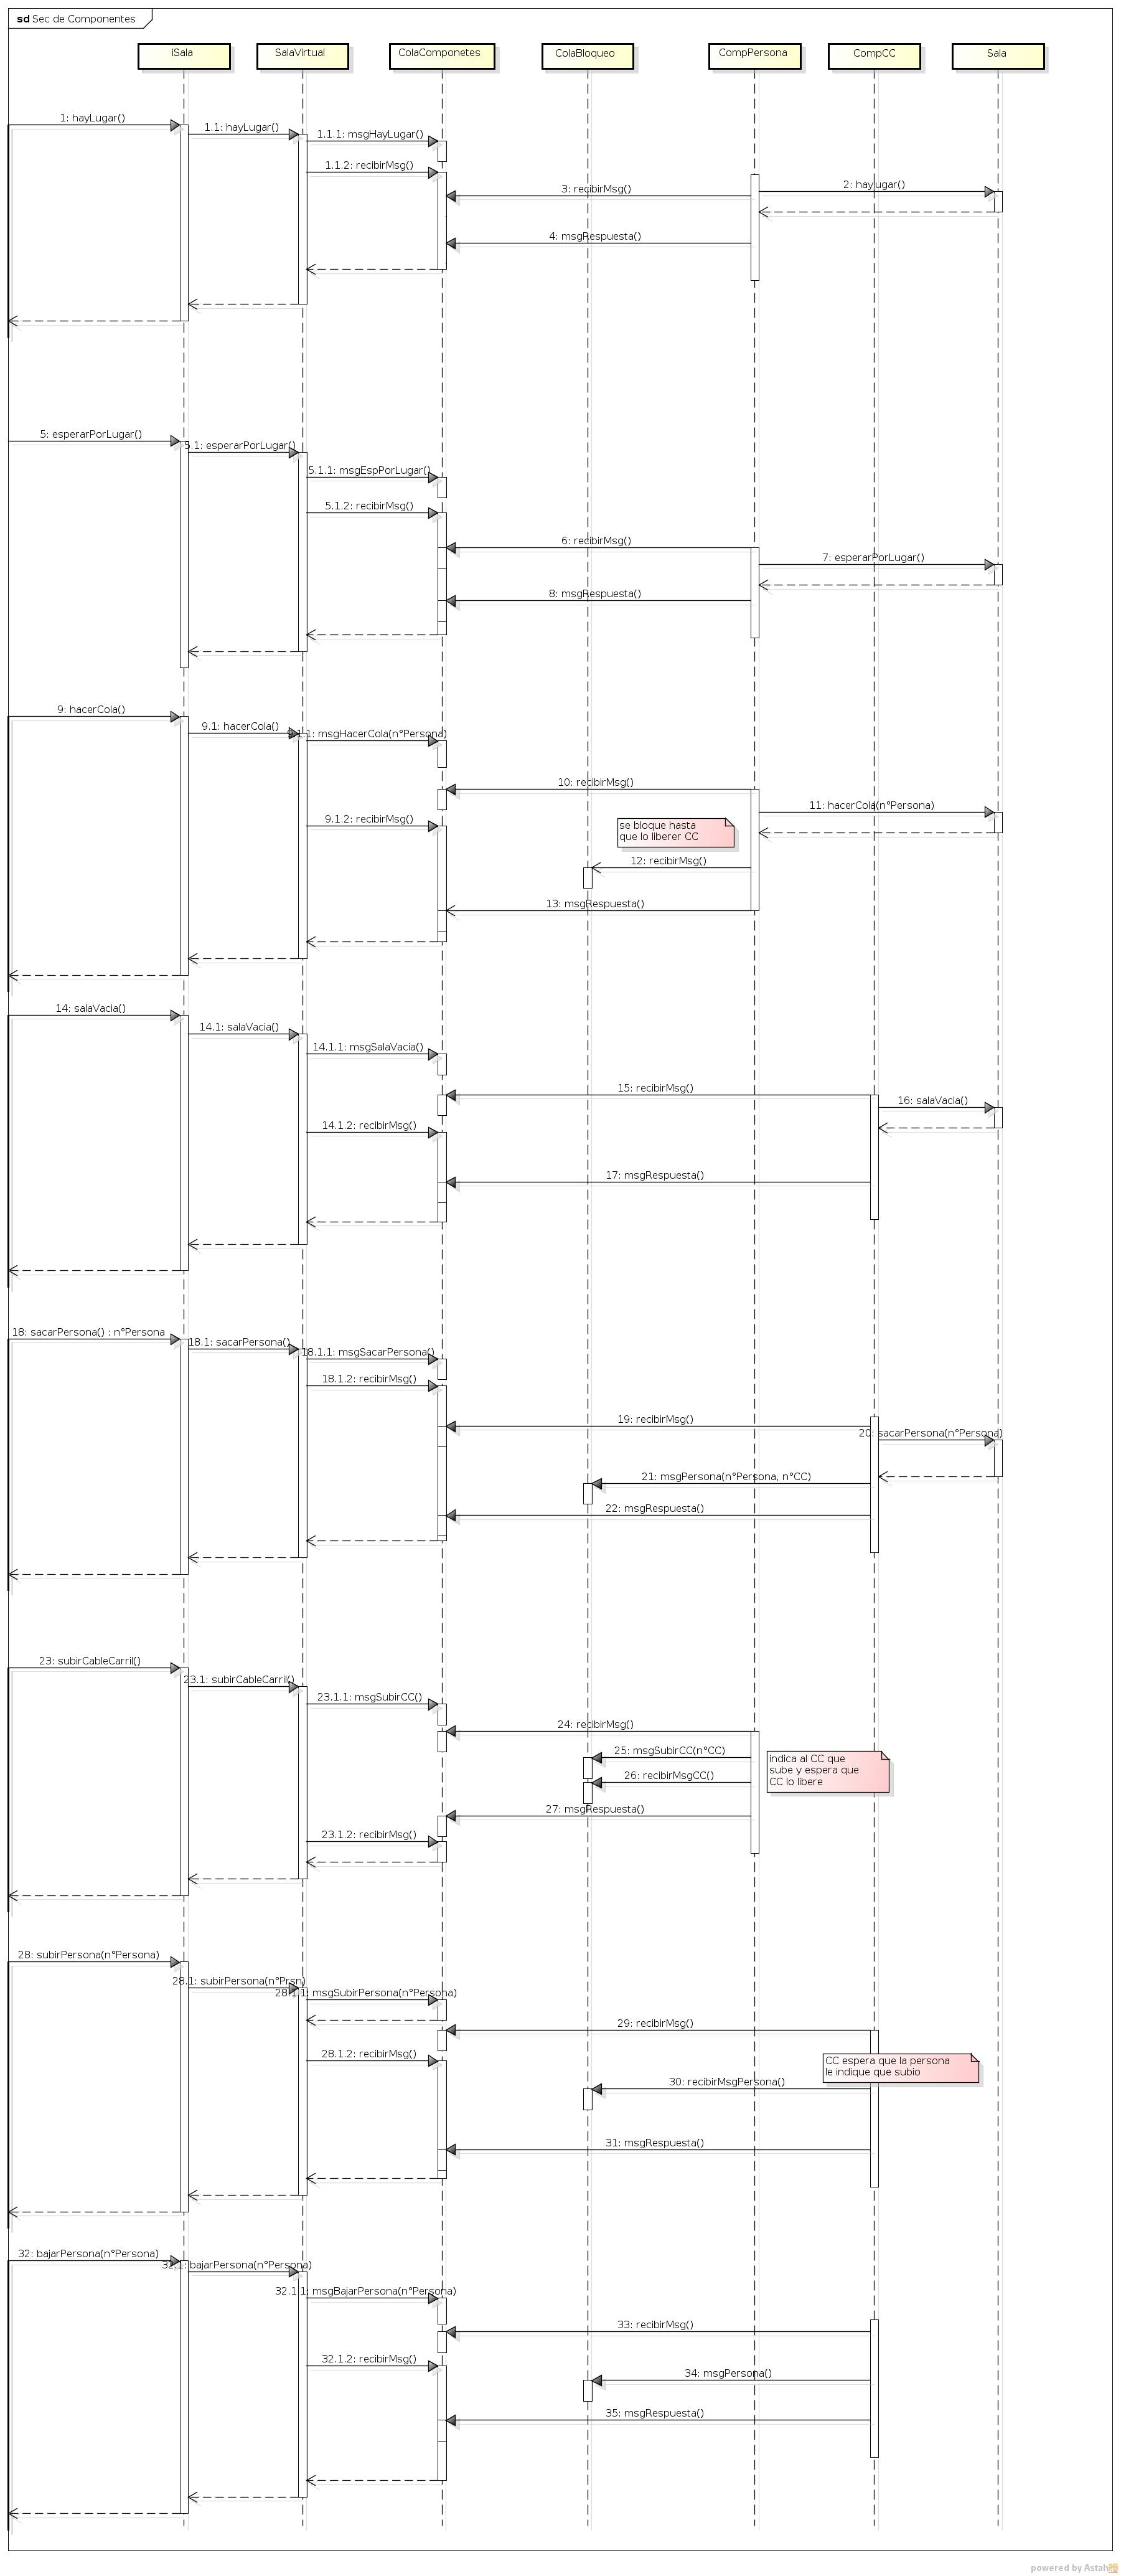 sd Sec de Componentes
iSala
SalaVirtual
ColaComponetes
ColaBloqueo
CompPersona
CompCC
Sala
1: hayLugar()
1.1: hayLugar()
1.1.1: msgHayLugar()
1.1.2: recibirMsg()
2: haylugar()
3: recibirMsg()
4: msgRespuesta()
5: esperarPorLugar()
5.1: esperarPorLugar()
5.1.1: msgEspPorLugar()
5.1.2: recibirMsg()
6: recibirMsg()
7: esperarPorLugar()
8: msgRespuesta()
9: hacerCola()
9.1: hacerCola()
9.1.1: msgHacerCola(n°Persona)
10: recibirMsg()
11: hacerCola(n°Persona)
9.1.2: recibirMsg()
se bloque hasta
que lo liberer CC
12: recibirMsg()
13: msgRespuesta()
14: salaVacia()
14.1: salaVacia()
14.1.1: msgSalaVacia()
15: recibirMsg()
16: salaVacia()
14.1.2: recibirMsg()
17: msgRespuesta()
18: sacarPersona() : n°Persona
18.1: sacarPersona()
18.1.1: msgSacarPersona()
18.1.2: recibirMsg()
19: recibirMsg()
20: sacarPersona(n°Persona)
21: msgPersona(n°Persona, n°CC)
22: msgRespuesta()
23: subirCableCarril()
23.1: subirCableCarril()
23.1.1: msgSubirCC()
24: recibirMsg()
25: msgSubirCC(n°CC)
indica al CC que
sube y espera que
CC lo libere
26: recibirMsgCC()
27: msgRespuesta()
23.1.2: recibirMsg()
28: subirPersona(n°Persona)
28.1: subirPersona(n°Prsn)
28.1.1: msgSubirPersona(n°Persona)
29: recibirMsg()
28.1.2: recibirMsg()
CC espera que la persona
le indique que subio
30: recibirMsgPersona()
31: msgRespuesta()
32: bajarPersona(n°Persona)
32.1: bajarPersona(n°Persona)
32.1.1: msgBajarPersona(n°Persona)
33: recibirMsg()
32.1.2: recibirMsg()
34: msgPersona()
35: msgRespuesta()
powered by Astah